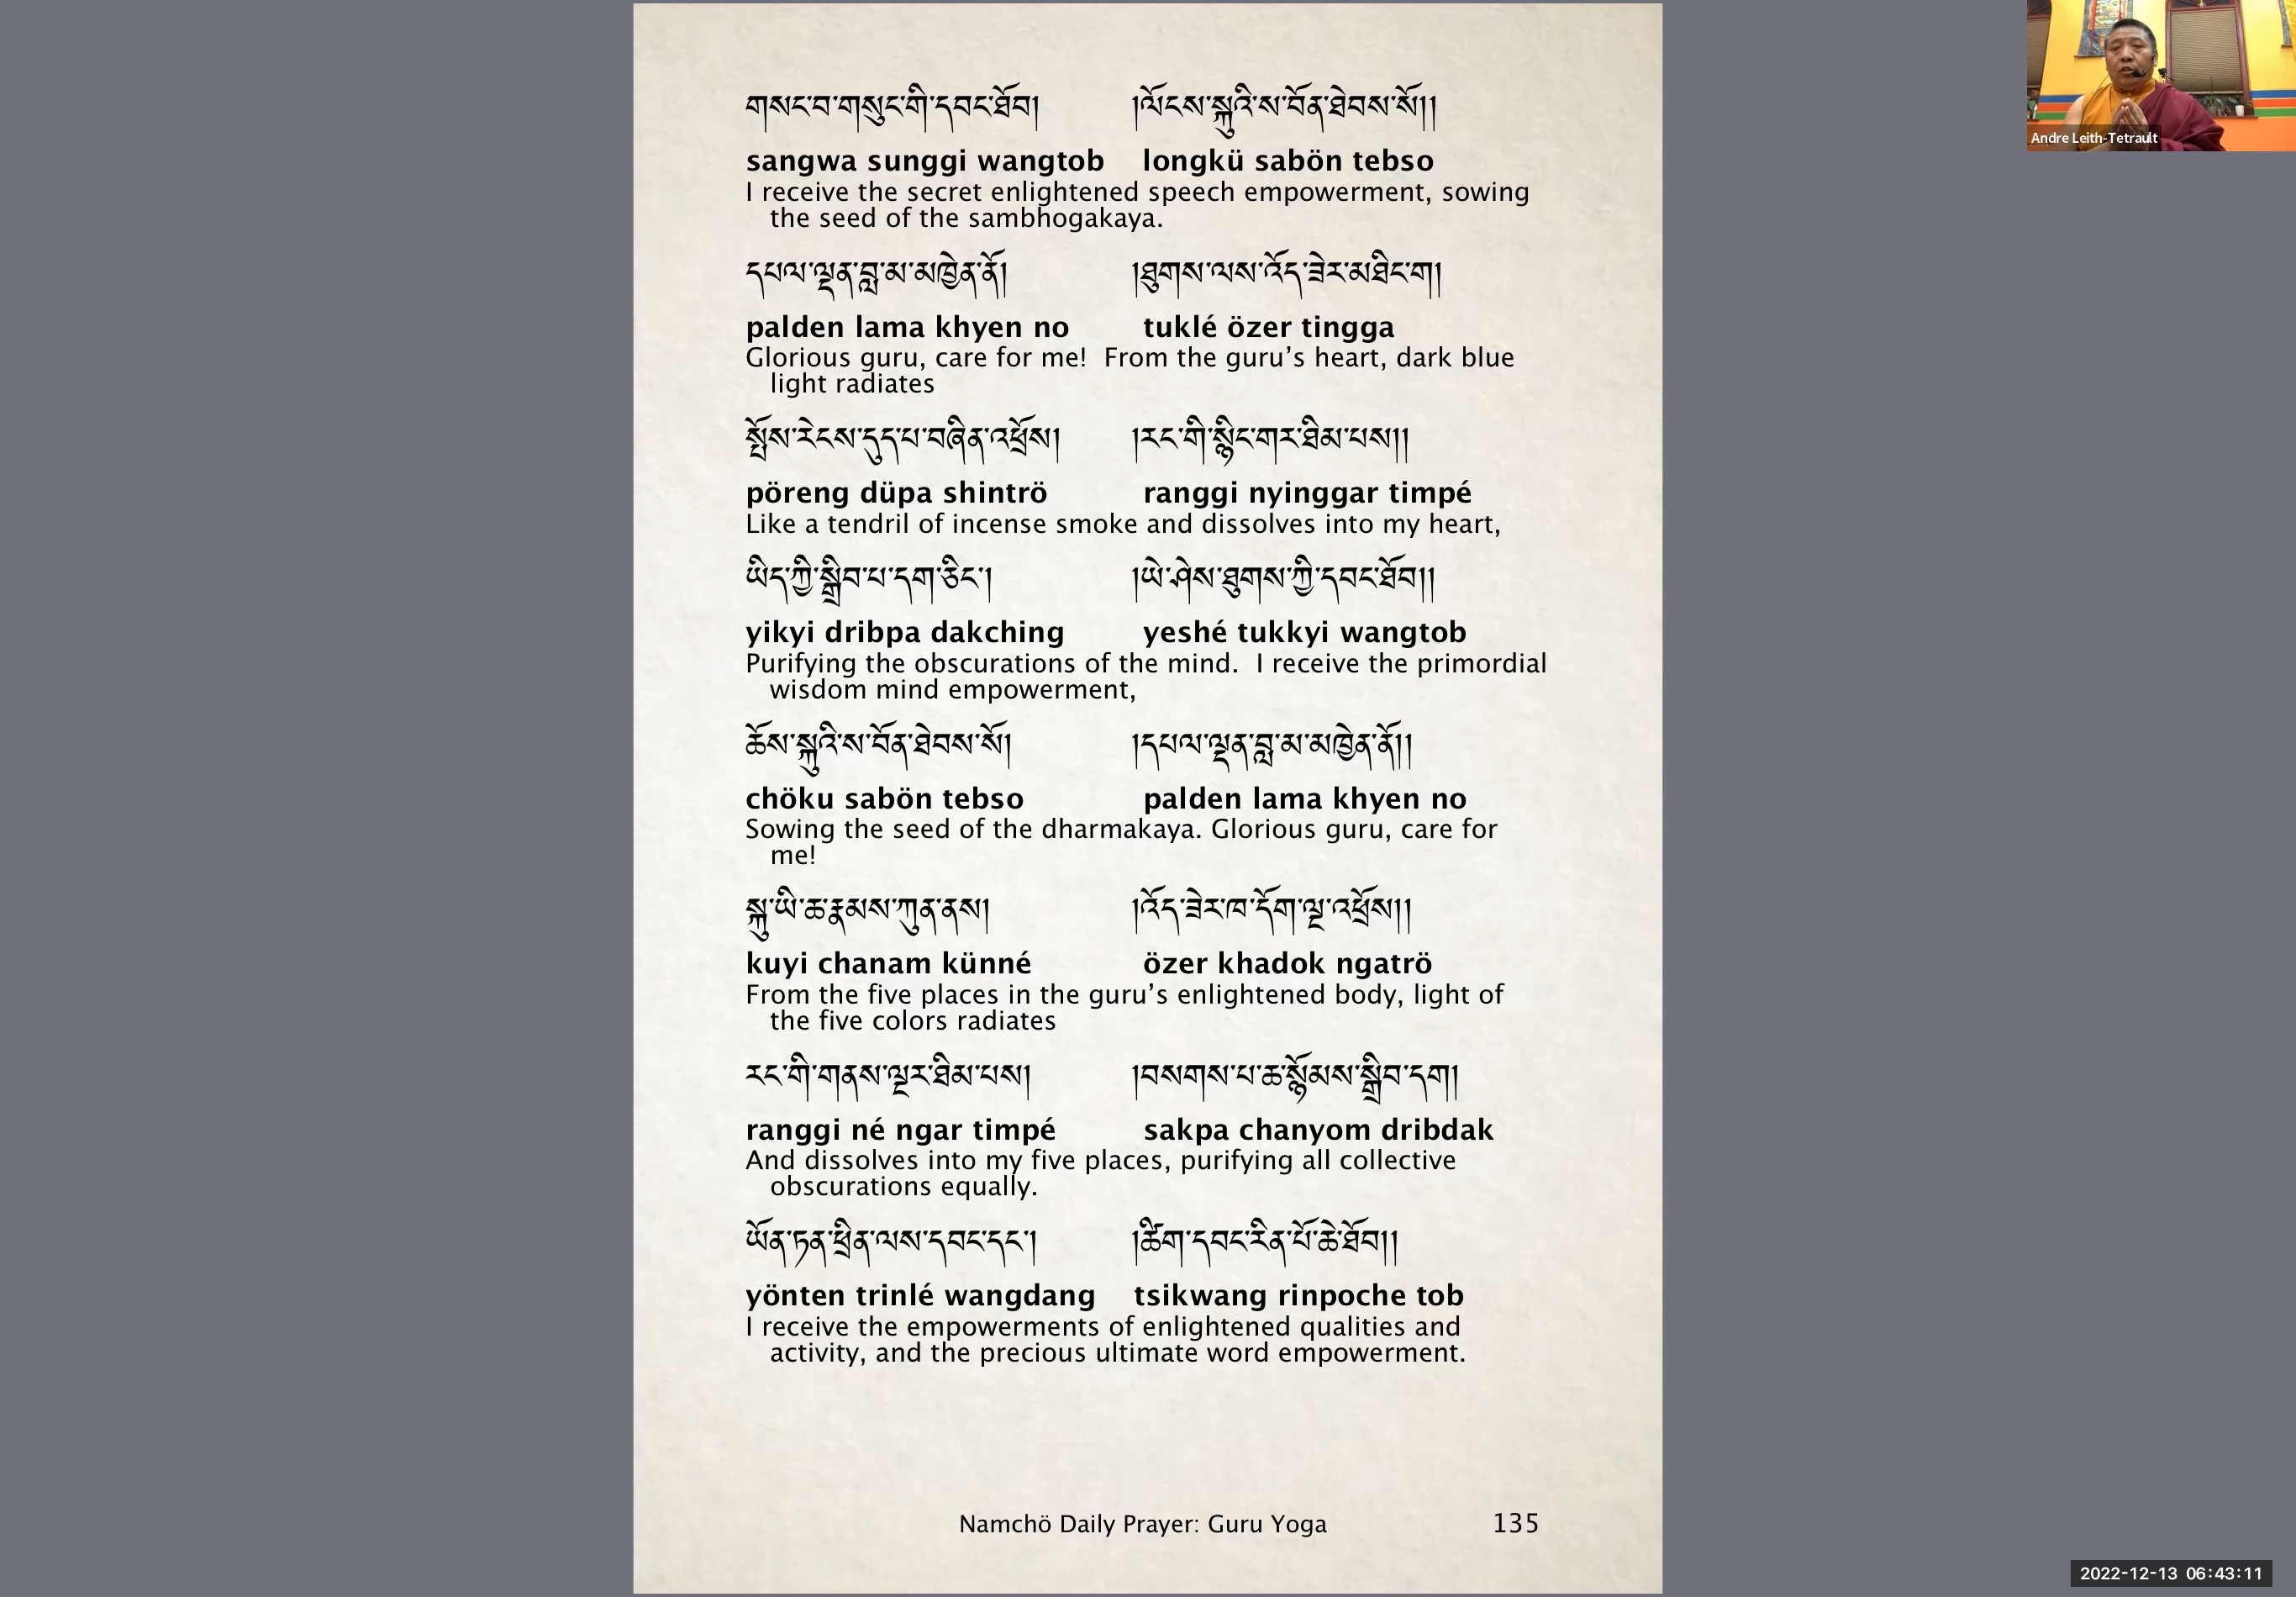 གསང་བ་གསུང་གི་དབང་ཐོབ། །ལོངས་སྐུའི་ས་བོན་ཐེབས་སོ།།
sangwa sunggi wangtob longkü sabön tebso
I receive the secret enlightened speech empowerment, sowing
the seed of the sambhogakaya.
དཔལ་ལྡན་བླ་མ་མཁྱེན་ནོ། །ཐུགས་ལས་འོད་ཟེར་མཐིང་ག།
palden lama khyen no tuklé özer tingga
Glorious guru, care for me! From the guru’s heart, dark blue
light radiates
སྤོས་རེངས་དུད་པ་བཞིན་འཕྲོས། །རང་གི་སྙིང་གར་ཐིམ་པས།།
pöreng düpa shintrö ranggi nyinggar timpé
Like a tendril of incense smoke and dissolves into my heart,
ཡིད་ཀྱི་སྒྲིབ་པ་དག་ཅིང་། །ཡེ་ཤེས་ཐུགས་ཀྱི་དབང་ཐོབ།།
yikyi dribpa dakching yeshé tukkyi wangtob
Purifying the obscurations of the mind. I receive the primordial
wisdom mind empowerment,
ཆོས་སྐུའི་ས་བོན་ཐེབས་སོ། །དཔལ་ལྡན་བླ་མ་མཁྱེན་ནོ།།
chöku sabön tebso palden lama khyen no
Sowing the seed of the dharmakaya. Glorious guru, care for
me!
སྐུ་ཡི་ཆ་རྣམས་ཀུན་ནས། །འོད་ཟེར་ཁ་དོག་ལྔ་འཕྲོས།།
kuyi chanam künné özer khadok ngatrö
From the five places in the guru’s enlightened body, light of
the five colors radiates
རང་གི་གནས་ལྔར་ཐིམ་པས། །བསགས་པ་ཆ་སྙོམས་སྒྲིབ་དག།
ranggi né ngar timpé sakpa chanyom dribdak
And dissolves into my five places, purifying all collective
obscurations equally.
ཡོན་ཏན་ཕྲིན་ལས་དབང་དང་། །ཚིག་དབང་རིན་པོ་ཆེ་ཐོབ།།
yönten trinlé wangdang tsikwang rinpoche tob
I receive the empowerments of enlightened qualities and
activity, and the precious ultimate word empowerment.
Namchö Daily Prayer: Guru Yoga 135
Andre Leith-Tetrault
2022-12-13 06:43:11